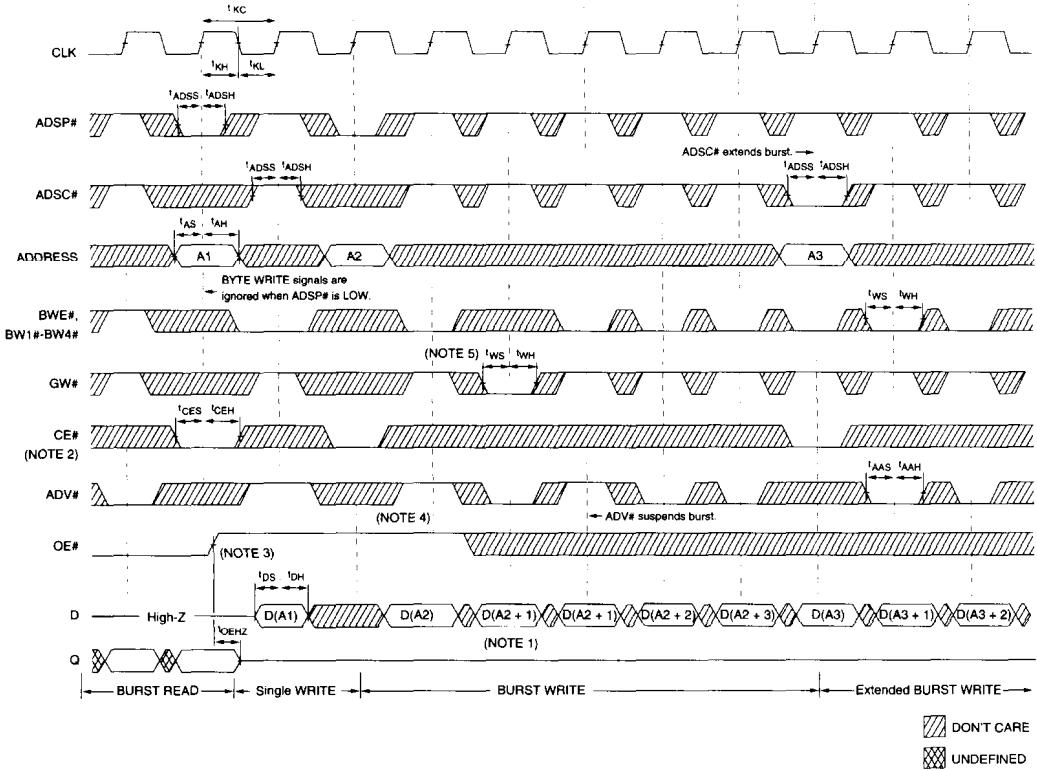 tKC
CLK
tKH
tKL
tADSS
tADSH
ADSP#
ADSC# extends burst.
tADSS
tADSH
tADSS
tADSH
ADSC#
tAS
tAH
ADDRESS
A1
A2
A3
BYTE WRITE signals are
ignored when ADSP# is LOW.
tWS
tWH
BWE#,
BW1#-BW4#
(NOTE 5)
tWS
tWH
GW#
tCES
tCEH
CE#
(NOTE 2)
tAAS
tAAH
ADV#
(NOTE 4)
ADV# suspends burst.
OE#
(NOTE 3)
tDS
tDH
D
High-Z
D(A1)
D(A2)
D(A2 + 1)
D(A2 + 1)
D(A2 + 2)
D(A2 + 3)
D(A3)
D(A3 + 1)
D(A3 + 2)
tOEHZ
(NOTE 1)
Q
BURST READ
Single WRITE
BURST WRITE
Extended BURST WRITE
DON'T CARE
UNDEFINED